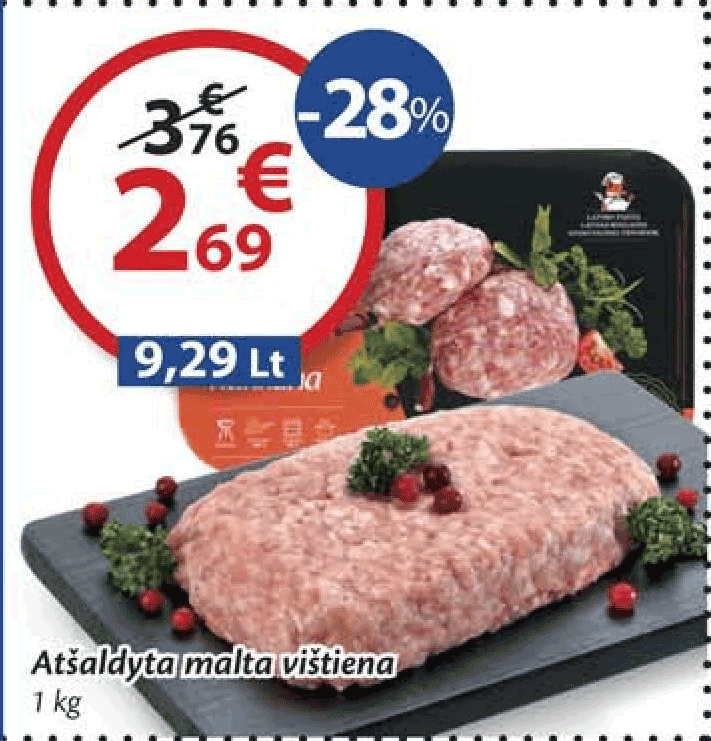 3 76 €
-28%
2 69 €
9,29 Lt
Atšaldyta malta vištiena
1 kg